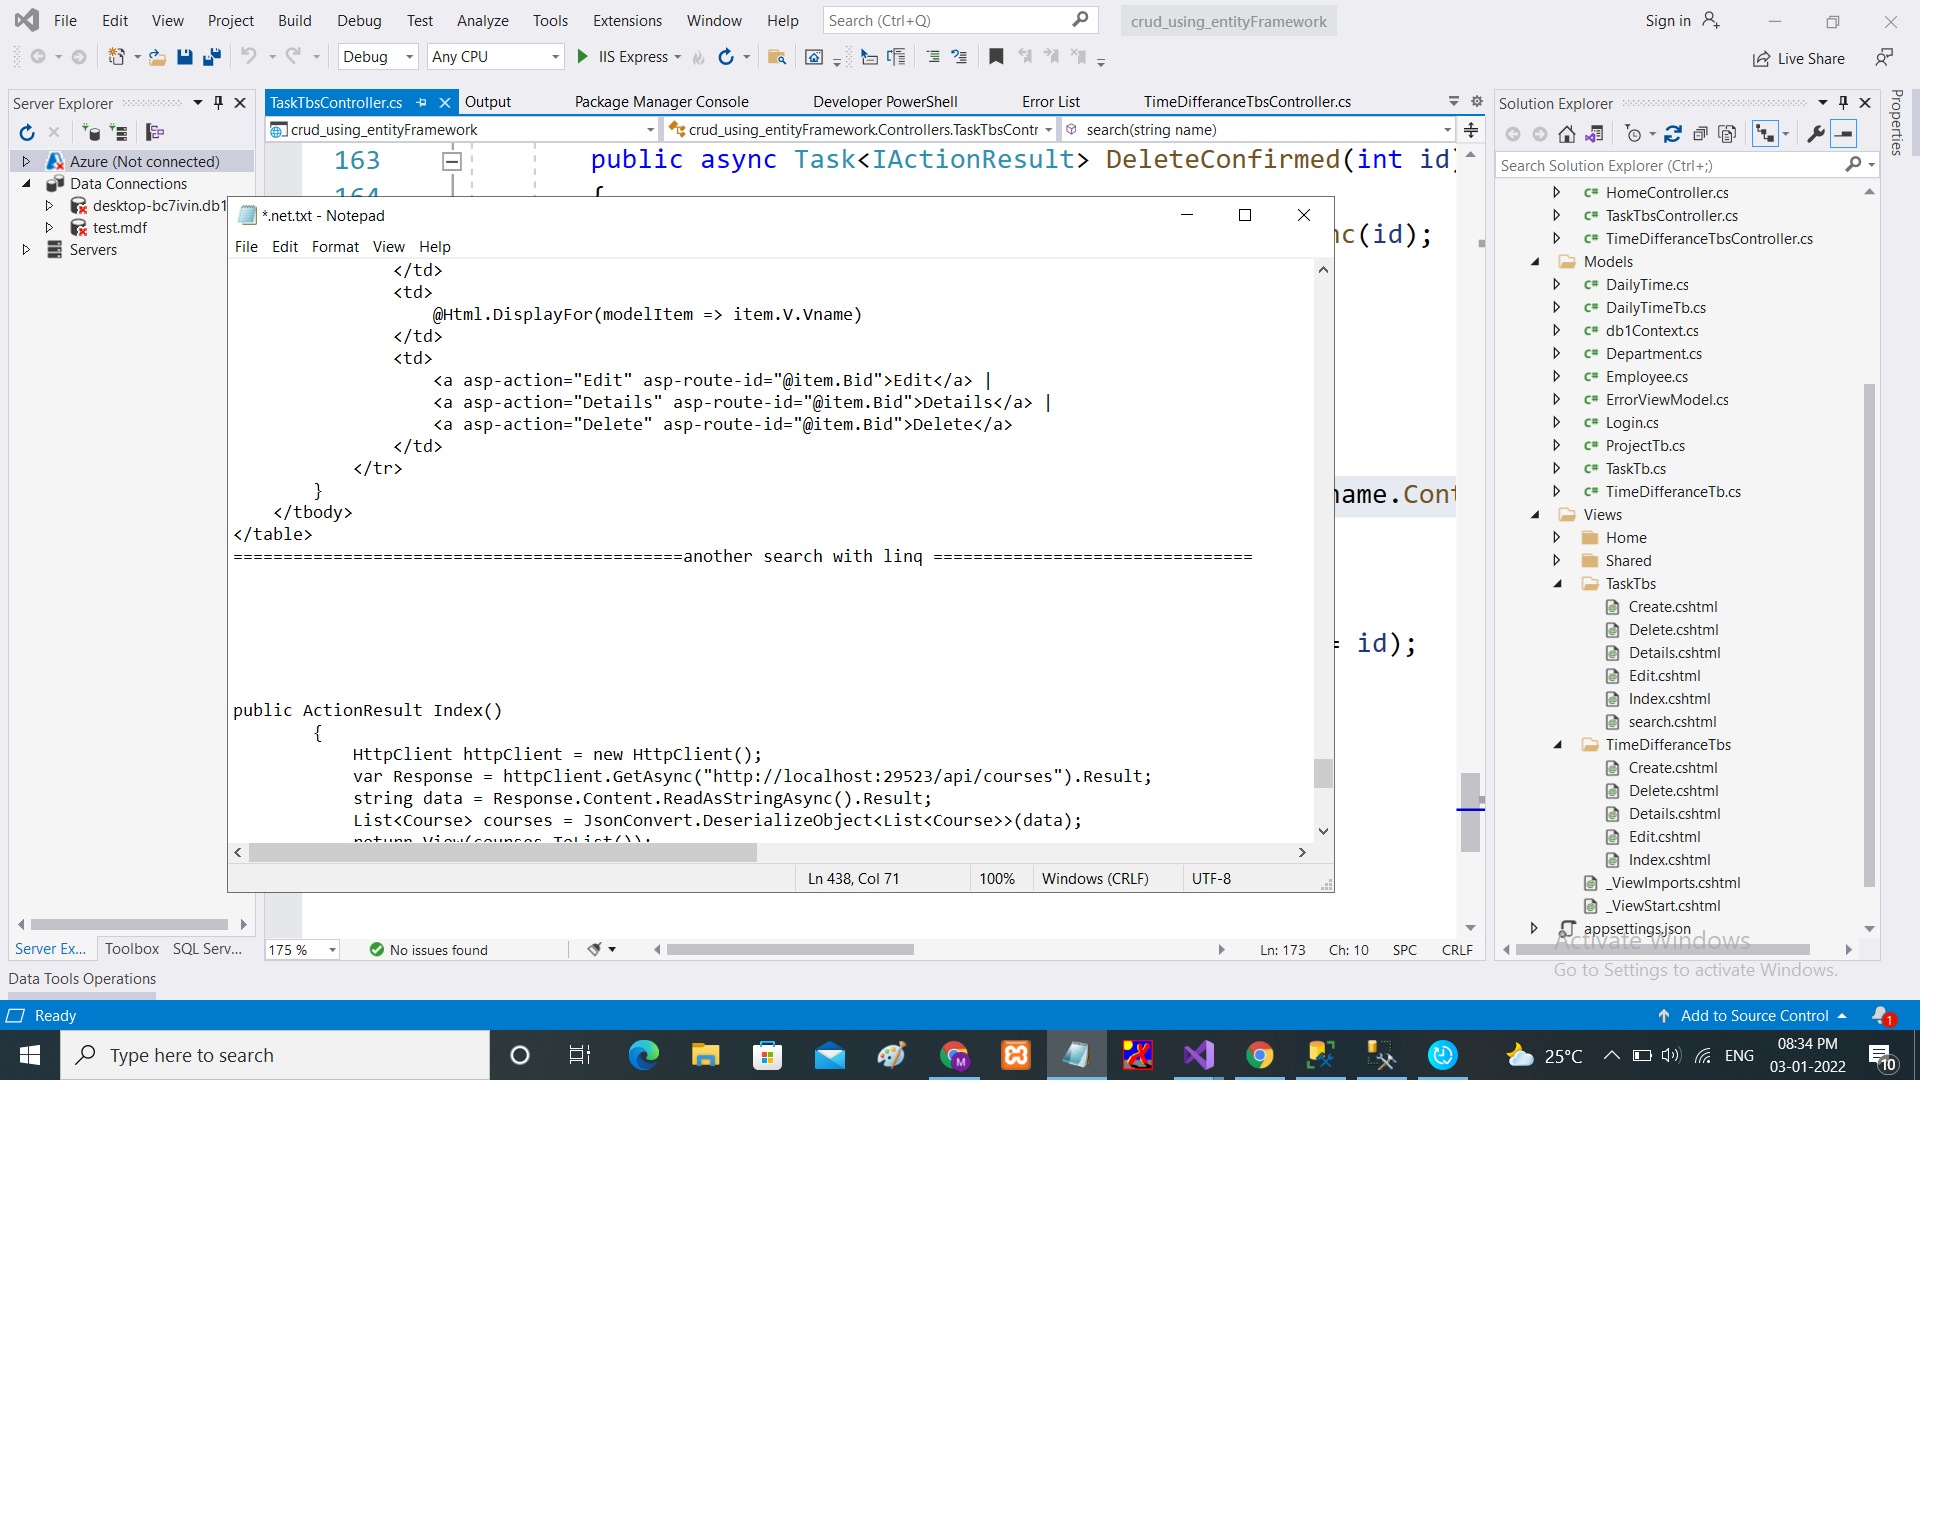 File Edit View Project Build Debug Test Analyze Tools Extensions Window Help Search (Ctrl+Q) crud_using_entityFramework Sign in
Debug Any CPU IIS Express Live Share
Server Explorer
Azure (Not connected)
Data Connections
desktop-bc7ivin.db1
test.mdf
Servers
Server Ex... Toolbox SQL Serv...
Data Tools Operations
TaskTbsController.cs Output Package Manager Console Developer PowerShell Error List TimeDifferanceTbsController.cs
crud_using_entityFramework crud_using_entityFramework.Controllers.TaskTbsContr search(string name)
163 public async Task<IActionResult> DeleteConfirmed(int id)
164 {
nc(id);
name.Cont
= id);
*.net.txt - Notepad
File Edit Format View Help
</td>
<td>
@Html.DisplayFor(modelItem => item.V.Vname)
</td>
<td>
<a asp-action="Edit" asp-route-id="@item.Bid">Edit</a> |
<a asp-action="Details" asp-route-id="@item.Bid">Details</a> |
<a asp-action="Delete" asp-route-id="@item.Bid">Delete</a>
</td>
</tr>
}
</tbody>
</table>
=============================================another search with linq ================================
public ActionResult Index()
{
HttpClient httpClient = new HttpClient();
var Response = httpClient.GetAsync("http://localhost:29523/api/courses").Result;
string data = Response.Content.ReadAsStringAsync().Result;
List<Course> courses = JsonConvert.DeserializeObject<List<Course>>(data);
return View(courses.ToList());
Ln 438, Col 71 100% Windows (CRLF) UTF-8
175 % No issues found Ln: 173 Ch: 10 SPC CRLF
Solution Explorer
Search Solution Explorer (Ctrl+;)
HomeController.cs
TaskTbsController.cs
TimeDifferanceTbsController.cs
Models
DailyTime.cs
DailyTimeTb.cs
db1Context.cs
Department.cs
Employee.cs
ErrorViewModel.cs
Login.cs
ProjectTb.cs
TaskTb.cs
TimeDifferanceTb.cs
Views
Home
Shared
TaskTbs
Create.cshtml
Delete.cshtml
Details.cshtml
Edit.cshtml
Index.cshtml
search.cshtml
TimeDifferanceTbs
Create.cshtml
Delete.cshtml
Details.cshtml
Edit.cshtml
Index.cshtml
_ViewImports.cshtml
_ViewStart.cshtml
appsettings.json
Properties
Activate Windows
Go to Settings to activate Windows.
Ready Add to Source Control 1
Type here to search 25°C ENG 08:34 PM
03-01-2022 10